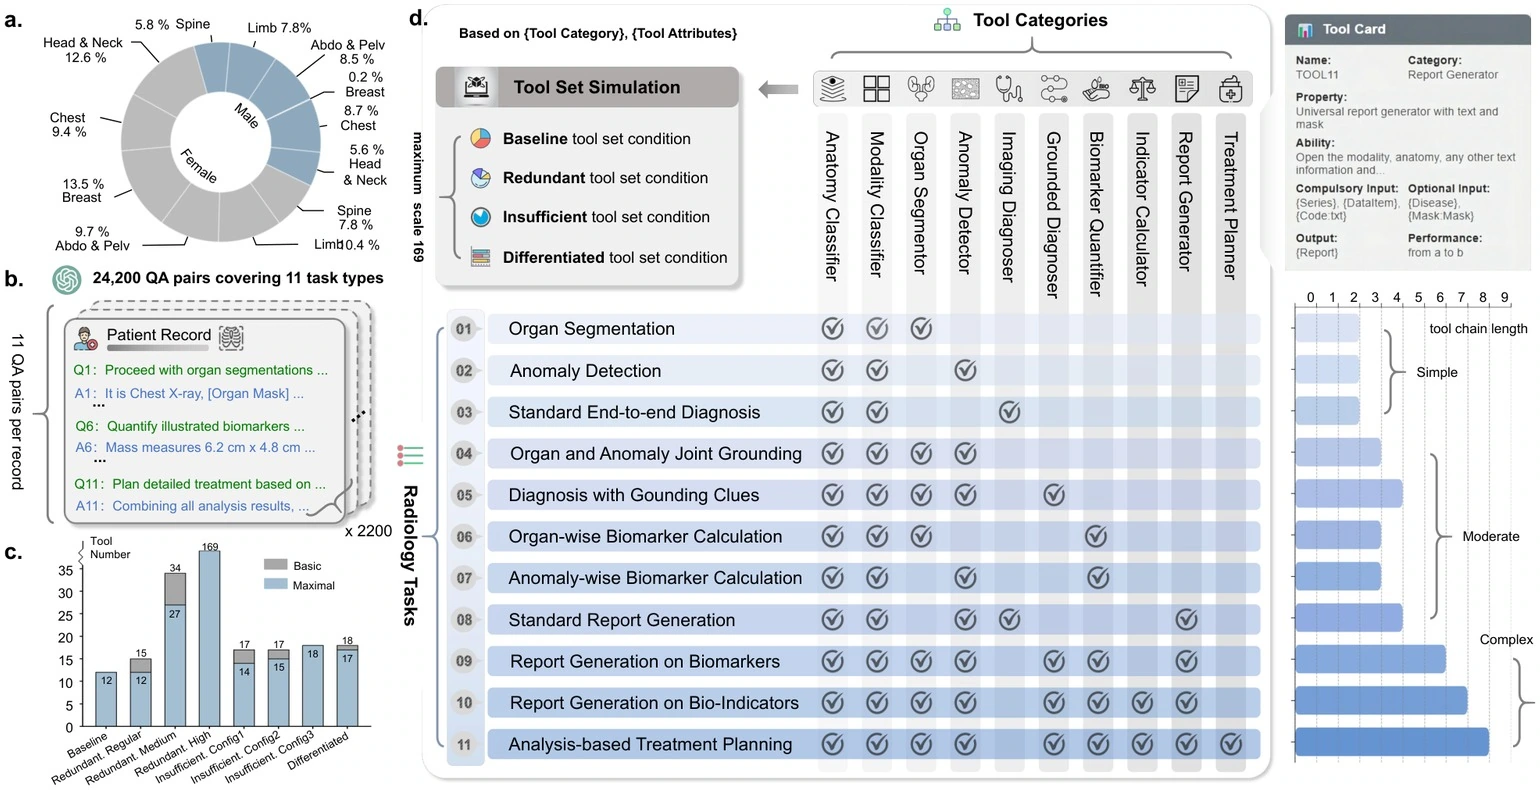 a.
5.8 % Spine
Limb 7.8%
Head & Neck
12.6 %
Abdo & Pelv
8.5 %
0.2 %
Breast
8.7 %
Chest
Chest
9.4 %
5.6 %
Head
& Neck
13.5 %
Breast
Spine
7.8 %
9.7 %
Abdo & Pelv
Limb10.4 %
Male
Female
b.
24,200 QA pairs covering 11 task types
11 QA pairs per record
Patient Record
Q1: Proceed with organ segmentations ...
A1: It is Chest X-ray, [Organ Mask] ...
...
Q6: Quantify illustrated biomarkers ...
A6: Mass measures 6.2 cm x 4.8 cm ...
...
Q11: Plan detailed treatment based on ...
A11: Combining all analysis results, ...
...
x 2200
c.
Tool
Number
35
30
25
20
15
10
5
0
Basic
Maximal
12
15
12
34
27
169
17
14
17
15
18
18
17
Baseline
Redundant. Regular
Redundant. Medium
Redundant. High
Insufficient. Config1
Insufficient. Config2
Insufficient. Config3
Differentiated
d.
Based on {Tool Category}, {Tool Attributes}
Tool Set Simulation
maximum scale 169
Baseline tool set condition
Redundant tool set condition
Insufficient tool set condition
Differentiated tool set condition
Tool Categories
Anatomy Classifier
Modality Classifier
Organ Segmentor
Anomaly Detector
Imaging Diagnoser
Grounded Diagnoser
Biomarker Quantifier
Indicator Calculator
Report Generator
Treatment Planner
Radiology Tasks
01 Organ Segmentation
02 Anomaly Detection
03 Standard End-to-end Diagnosis
04 Organ and Anomaly Joint Grounding
05 Diagnosis with Gounding Clues
06 Organ-wise Biomarker Calculation
07 Anomaly-wise Biomarker Calculation
08 Standard Report Generation
09 Report Generation on Biomarkers
10 Report Generation on Bio-Indicators
11 Analysis-based Treatment Planning
Tool Card
Name:
TOOL11
Category:
Report Generator
Property:
Universal report generator with text and
mask
Ability:
Open the modality, anatomy, any other text
information and...
Compulsory Input:
{Series}, {DataItem},
{Code:txt}
Optional Input:
{Disease},
{Mask:Mask}
Output:
{Report}
Performance:
from a to b
0 1 2 3 4 5 6 7 8 9
tool chain length
Simple
Moderate
Complex